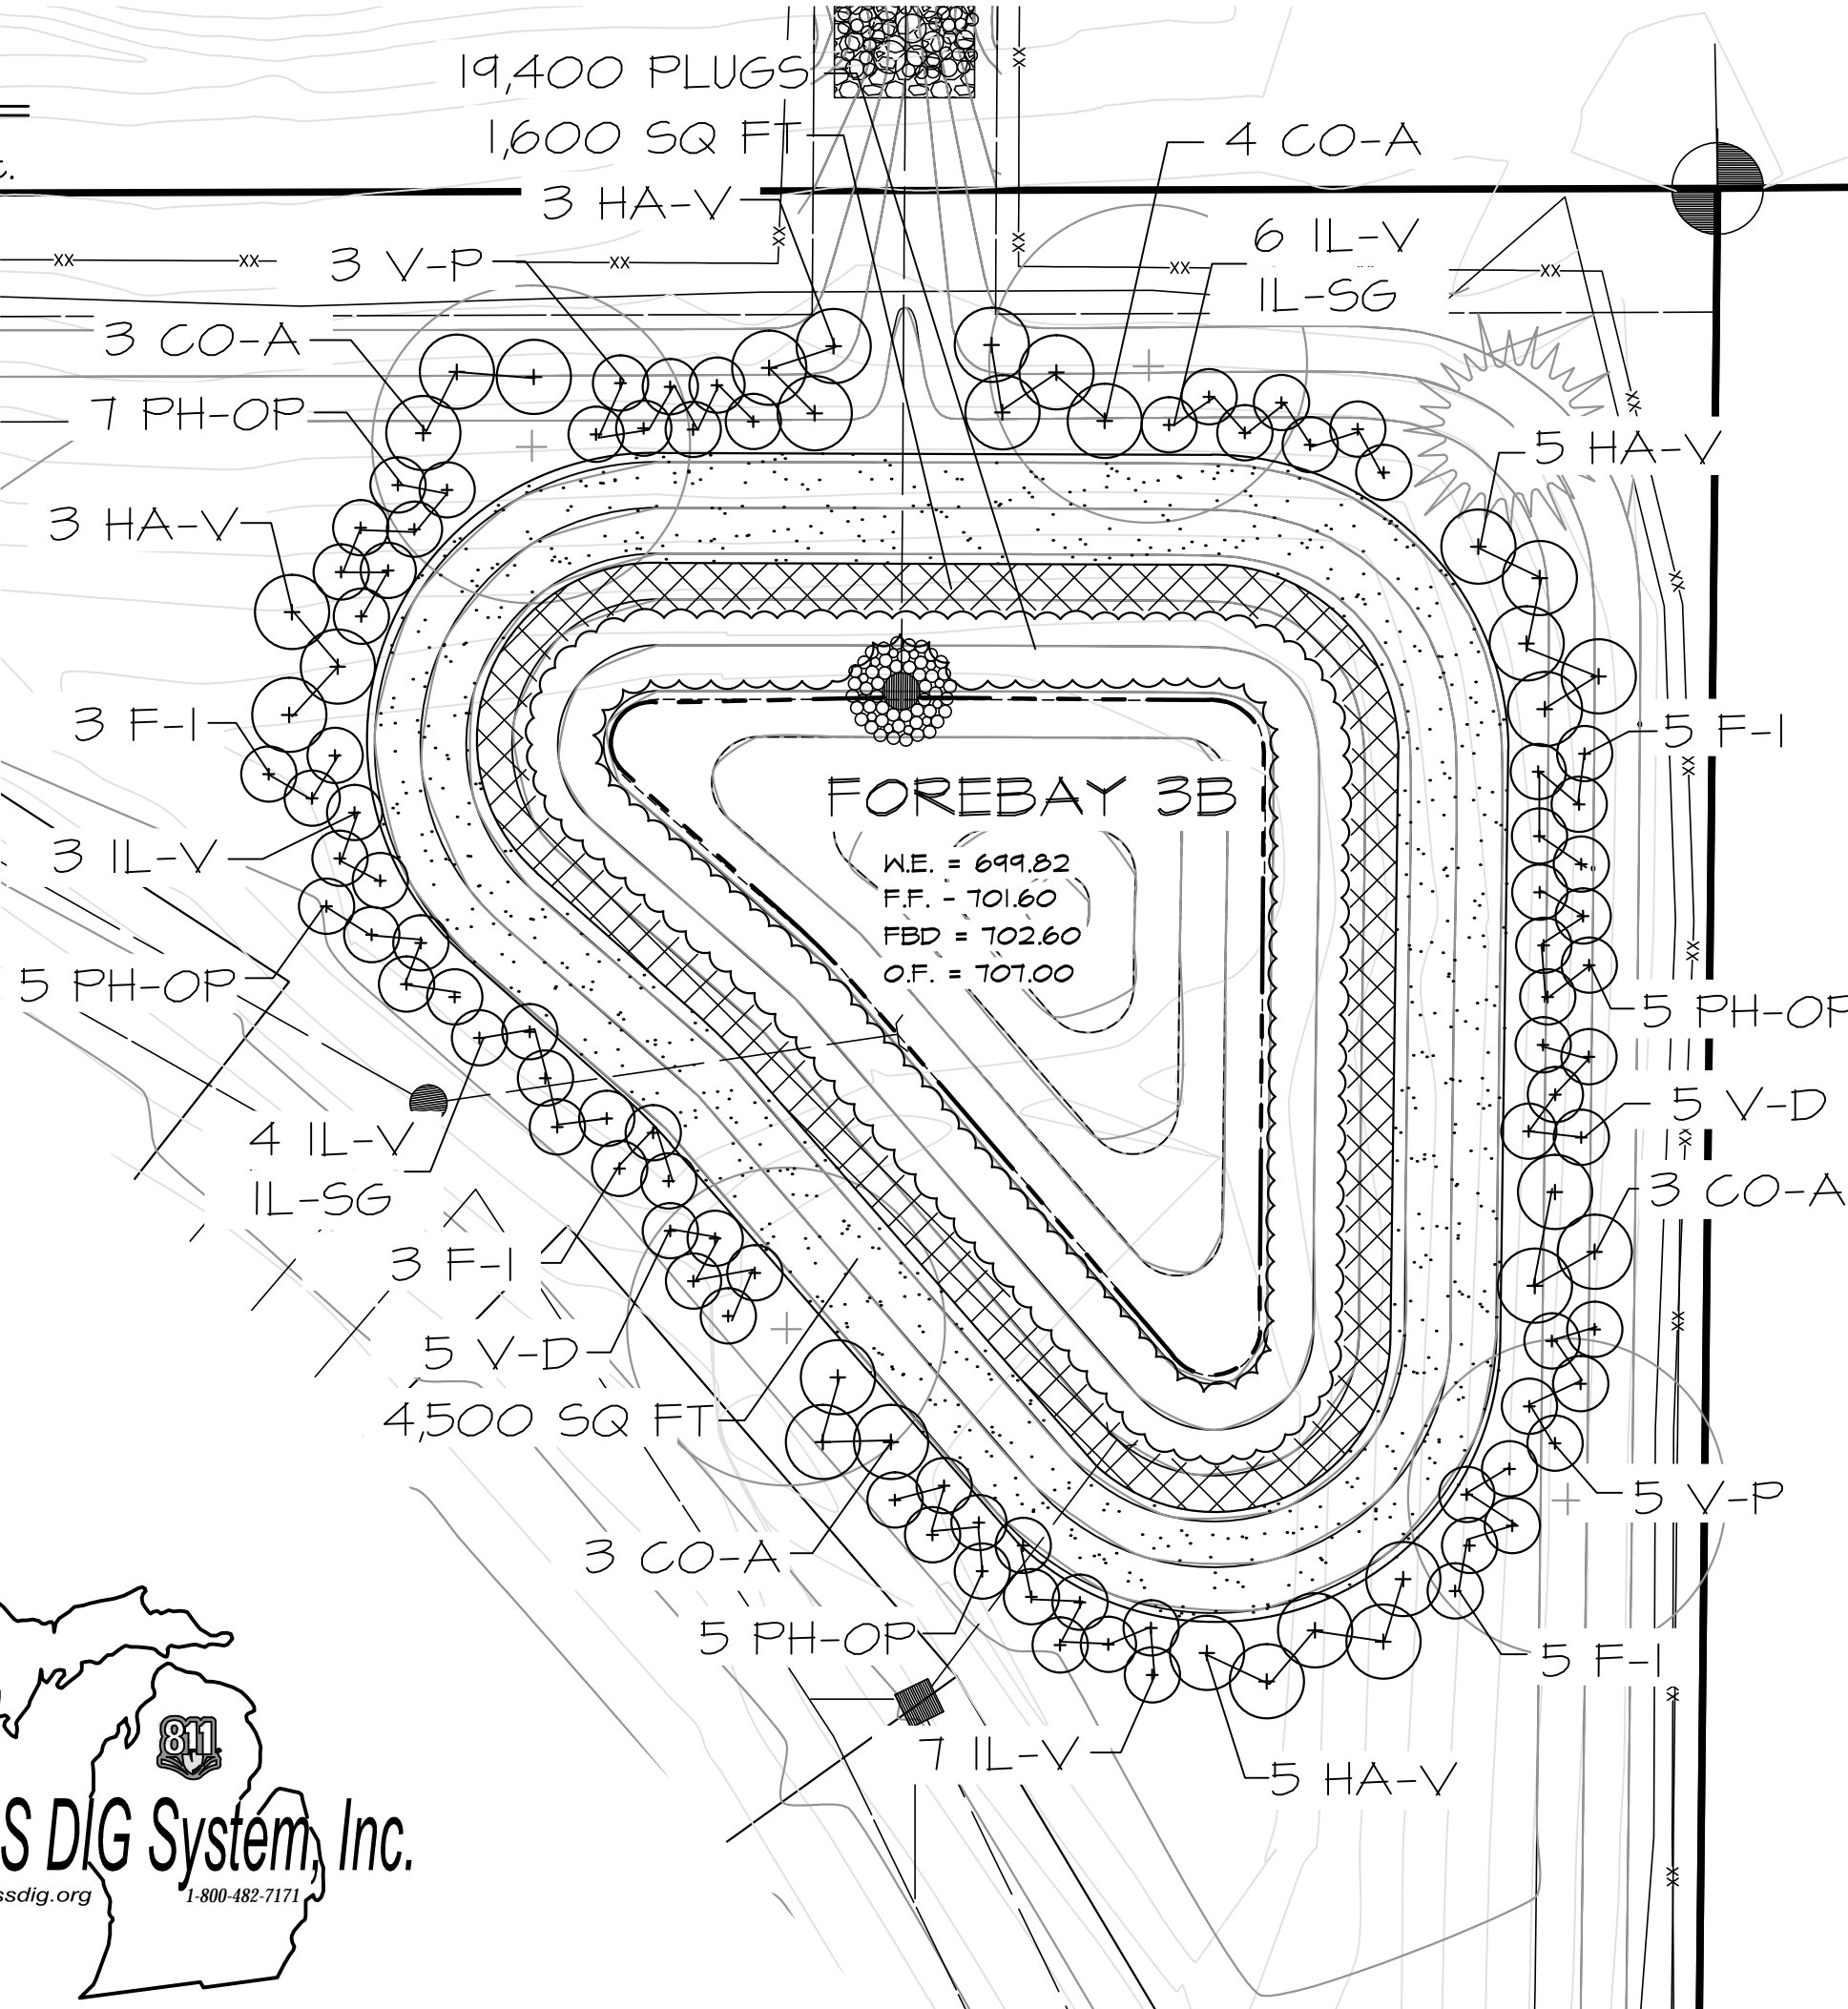 19,400 PLUGS
1,600 SQ FT
4 CO-A
3 HA-V
6 IL-V
IL-SG
3 V-P
3 CO-A
7 PH-OP
5 HA-V
3 HA-V
3 F-I
5 F-I
FOREBAY 3B
W.E. = 699.82
F.F. - 701.60
FBD = 702.60
O.F. = 707.00
3 IL-V
5 PH-OP
5 PH-OP
5 V-D
4 IL-V
IL-SG
3 CO-A
3 F-I
5 V-D
4,500 SQ FT
5 V-P
3 CO-A
5 PH-OP
5 F-I
7 IL-V
5 HA-V
811
S DIG System, Inc.
ssdig.org
1-800-482-7171